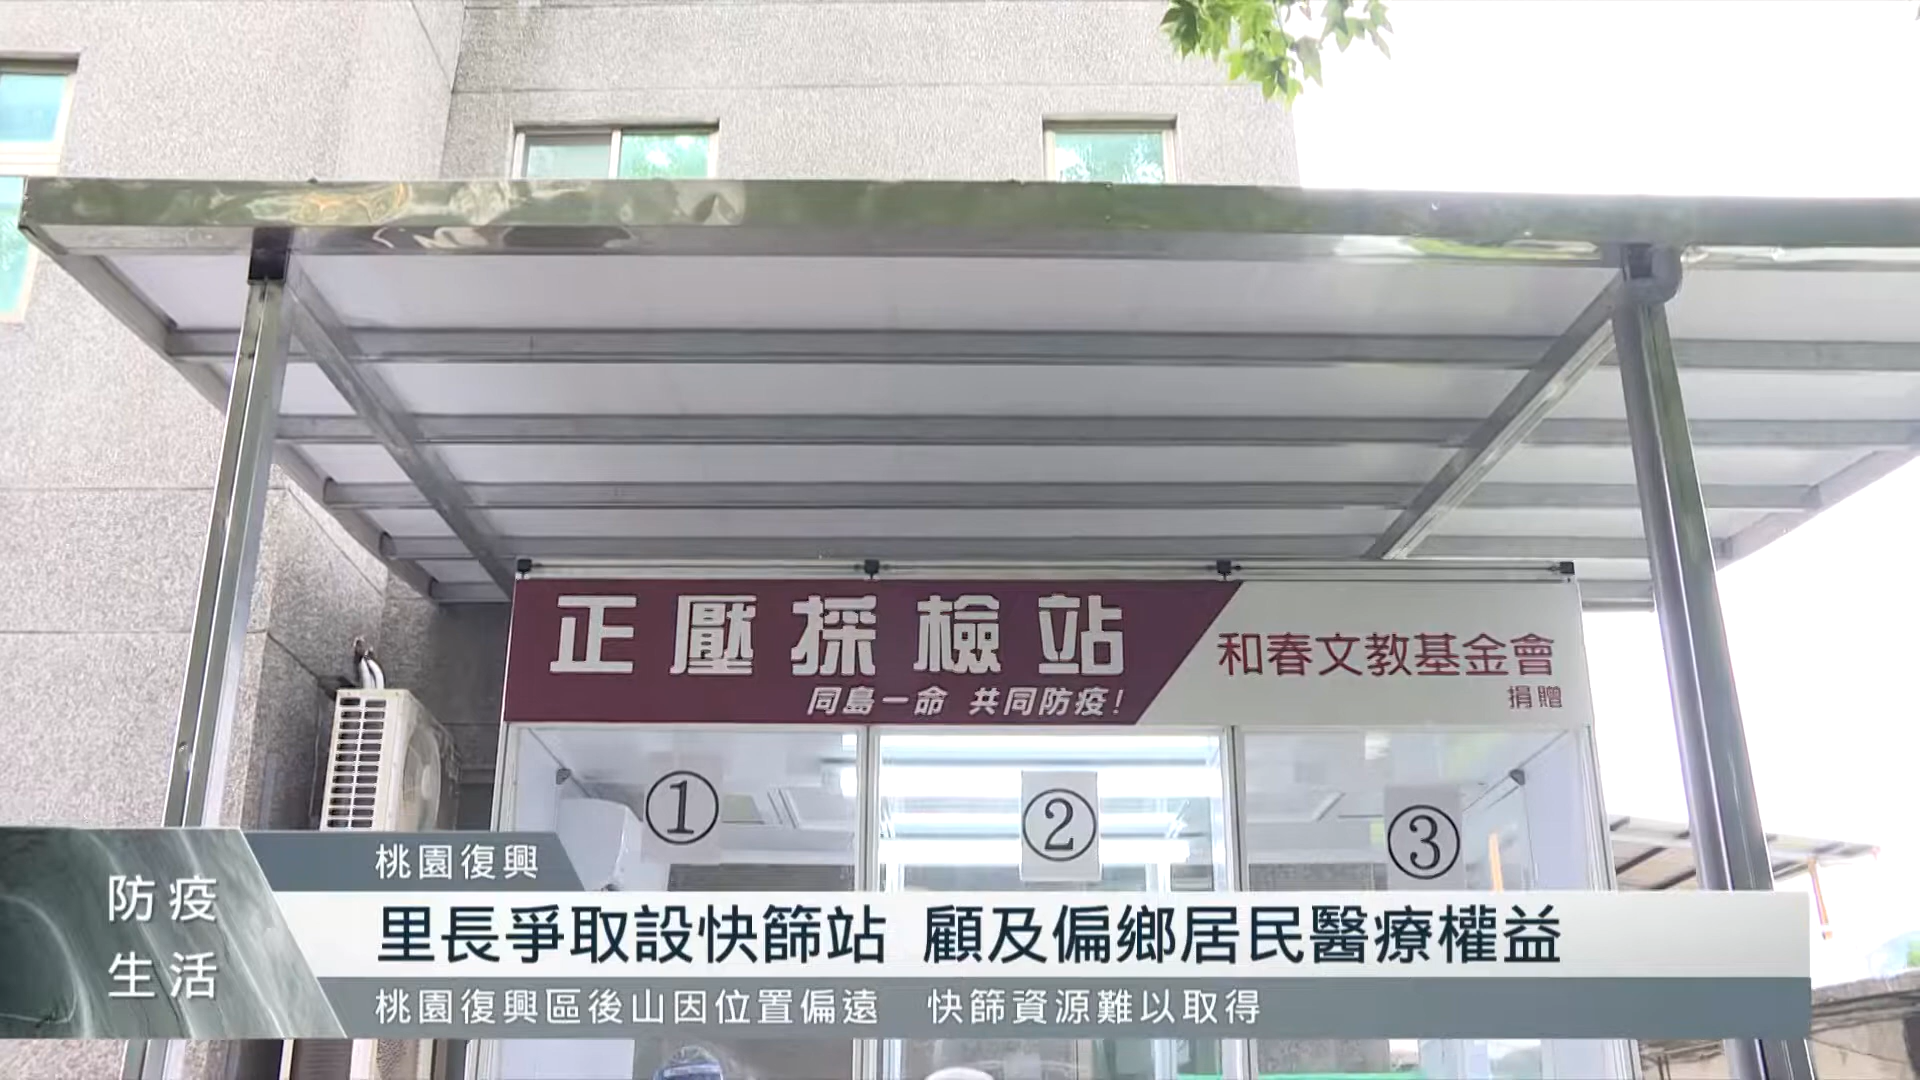 正壓採檢站
同島一命 共同防疫!
和春文教基金會
捐贈
①
②
③
防疫
生活
桃園復興
里長爭取設快篩站 顧及偏鄉居民醫療權益
桃園復興區後山因位置偏遠 快篩資源難以取得